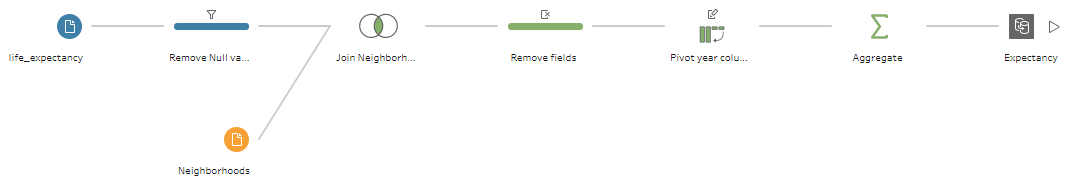 life_expectancy
Remove Null va...
Join Neighborh...
Remove fields
Pivot year colu...
Aggregate
Expectancy
Neighborhoods